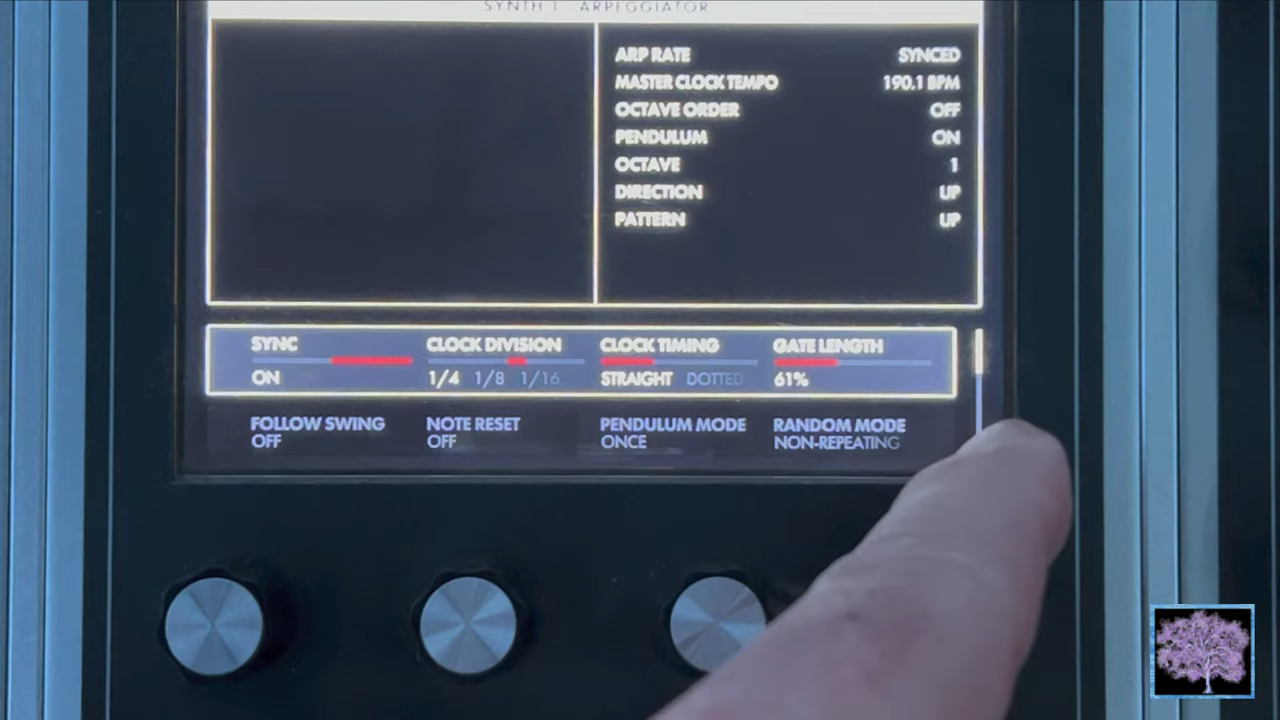 SYNTH 1 ARPEGGIATOR
ARP RATE SYNCED
MASTER CLOCK TEMPO 190.1 BPM
OCTAVE ORDER OFF
PENDULUM ON
OCTAVE 1
DIRECTION UP
PATTERN UP
SYNC CLOCK DIVISION CLOCK TIMING GATE LENGTH
ON 1/4 1/8 1/16 STRAIGHT DOTTED 61%
FOLLOW SWING NOTE RESET PENDULUM MODE RANDOM MODE
OFF OFF ONCE NON-REPEATING